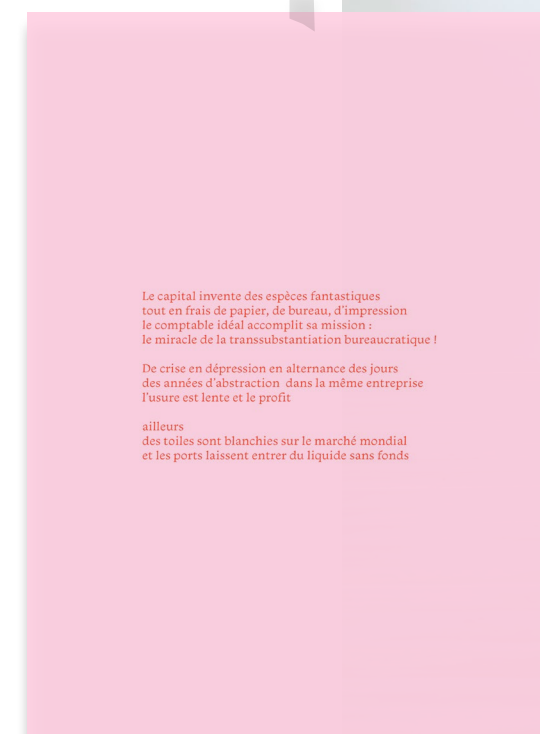 Le capital invente des espèces fantastiques
tout en frais de papier, de bureau, d'impression
le comptable idéal accomplit sa mission :
le miracle de la transsubstantiation bureaucratique !
De crise en dépression en alternance des jours
des années d'abstraction  dans la même entreprise
l'usure est lente et le profit
ailleurs
des toiles sont blanchies sur le marché mondial
et les ports laissent entrer du liquide sans fonds